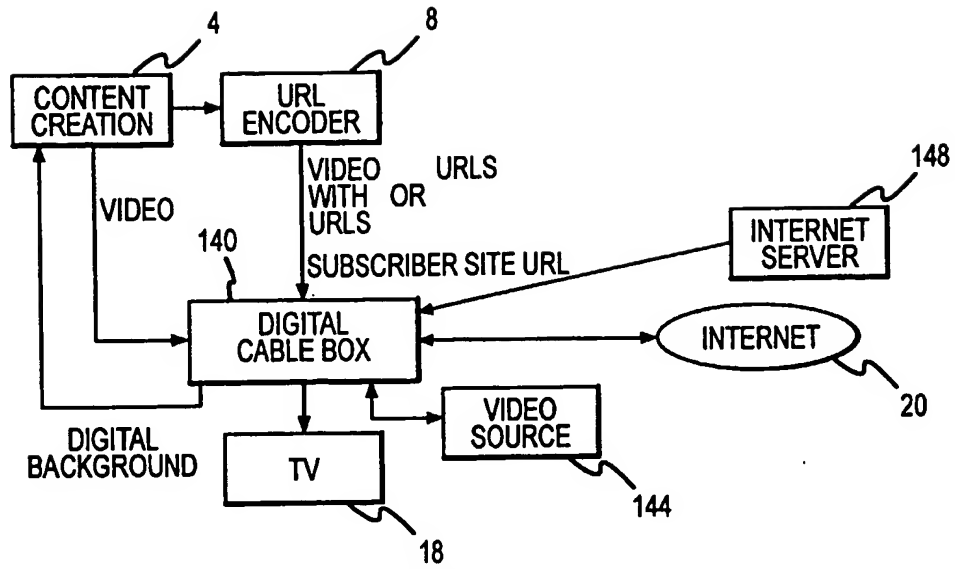 4
8
CONTENT
CREATION
URL
ENCODER
148
VIDEO URLS
WITH OR
URLS
VIDEO
INTERNET
SERVER
140
SUBSCRIBER SITE URL
DIGITAL
CABLE BOX
INTERNET
20
VIDEO
SOURCE
DIGITAL
BACKGROUND
TV
144
18